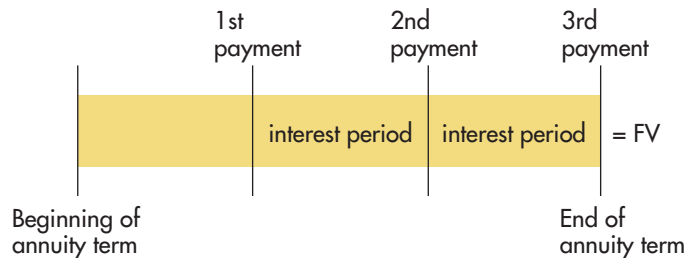 1st
payment
2nd
payment
3rd
payment
interest period
interest period
= FV
Beginning of
annuity term
End of
annuity term